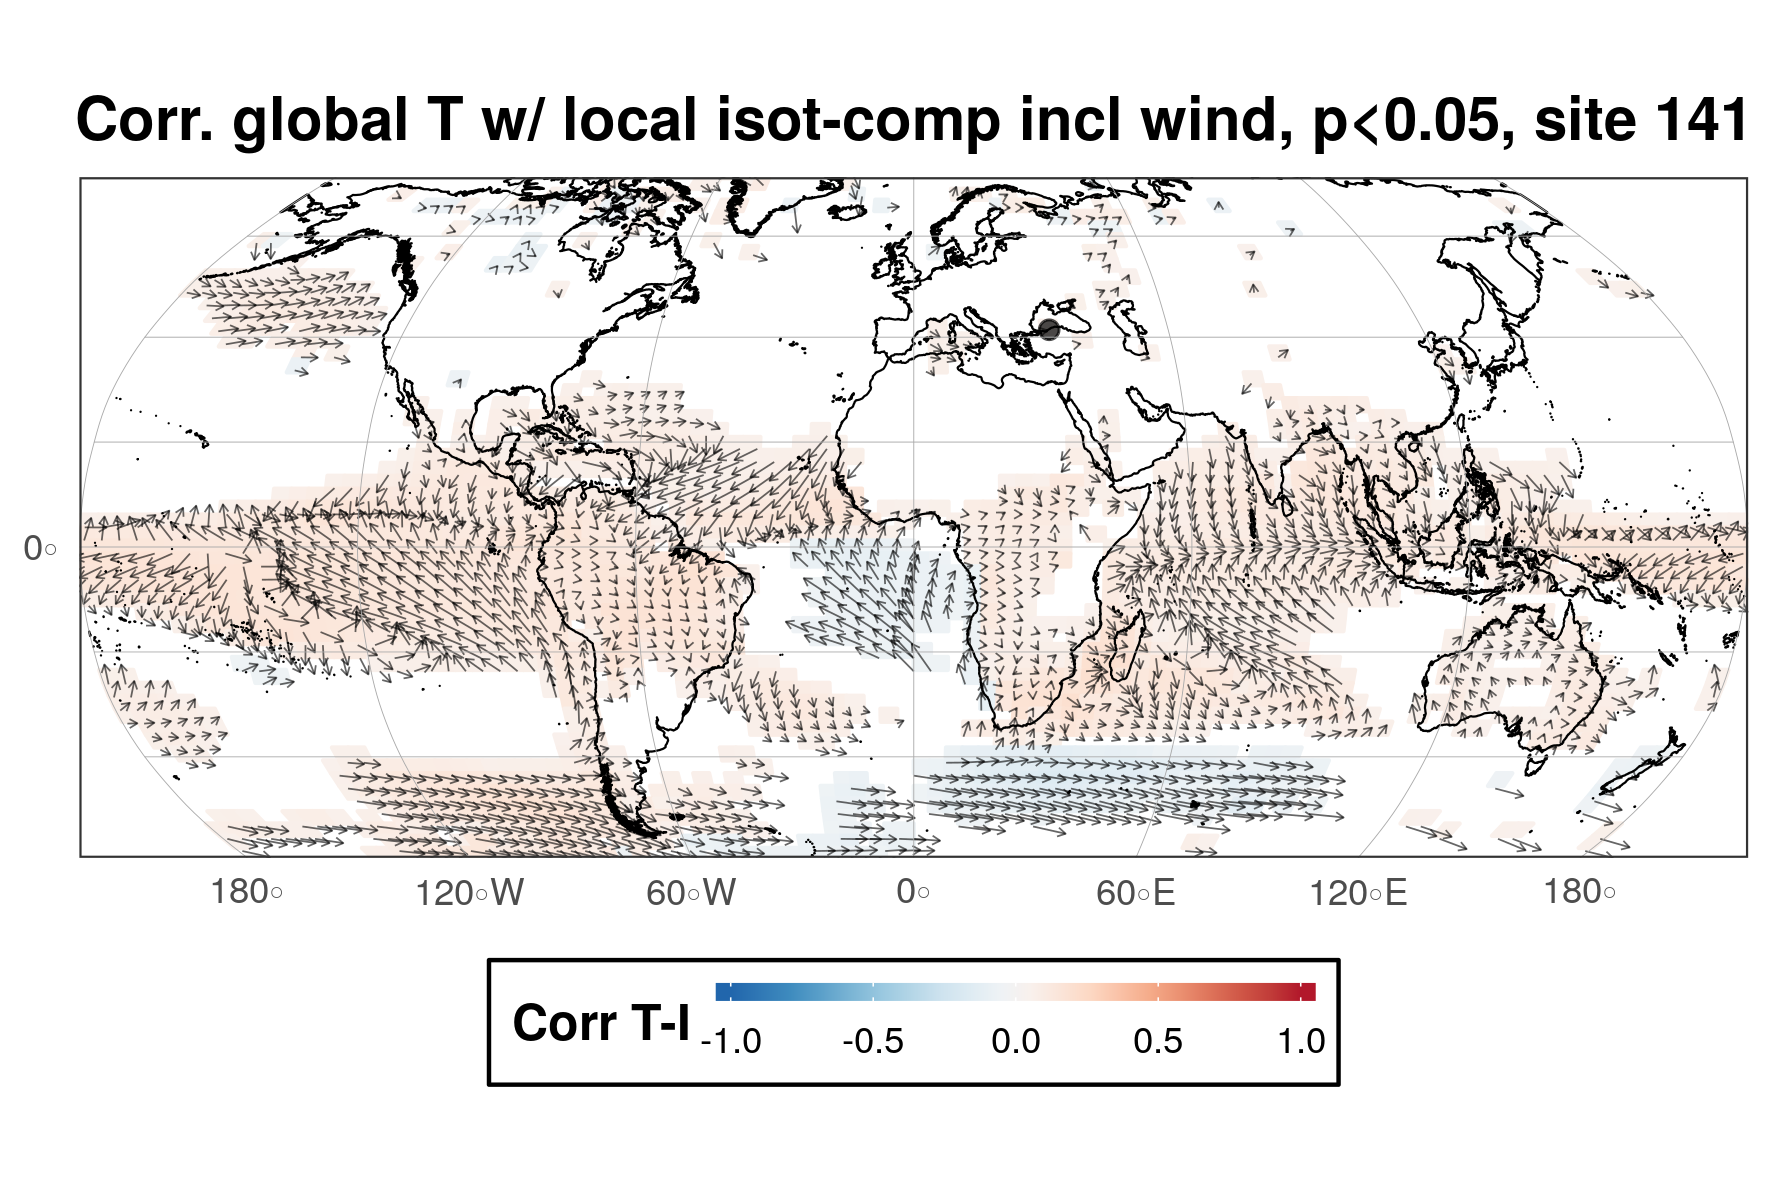 Corr. global T w/ local isot-comp incl wind, p<0.05, site 141
0°
180° 120°W 60°W 0° 60°E 120°E 180°
Corr T-I
-1.0 -0.5 0.0 0.5 1.0